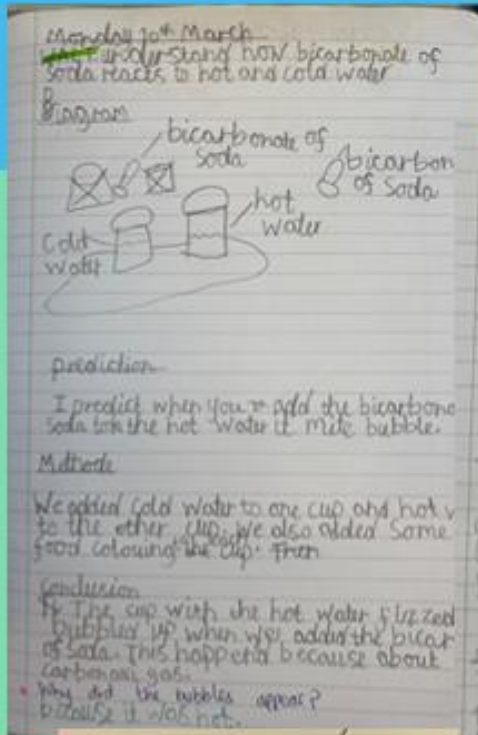 Monday 10th March
understand how bicarbonate of
Soda reacts to hot and cold water
Diagram
bicarbonate of
Soda
bicarbon
of Soda
hot
water
Cold
water
prediction
I predict when you add the bicarbone
Soda the hot water it mite bubble.
Methode
We added cold water to one cup and hot
to the other cup. We also added Some
food colouring the cup. Then
Conclusion
The cup with the hot water fizzed
bubbled up when we added the bicar
of Soda. This happend because about
carbonai gas.
Why did the bubbles appear?
because it was hot.